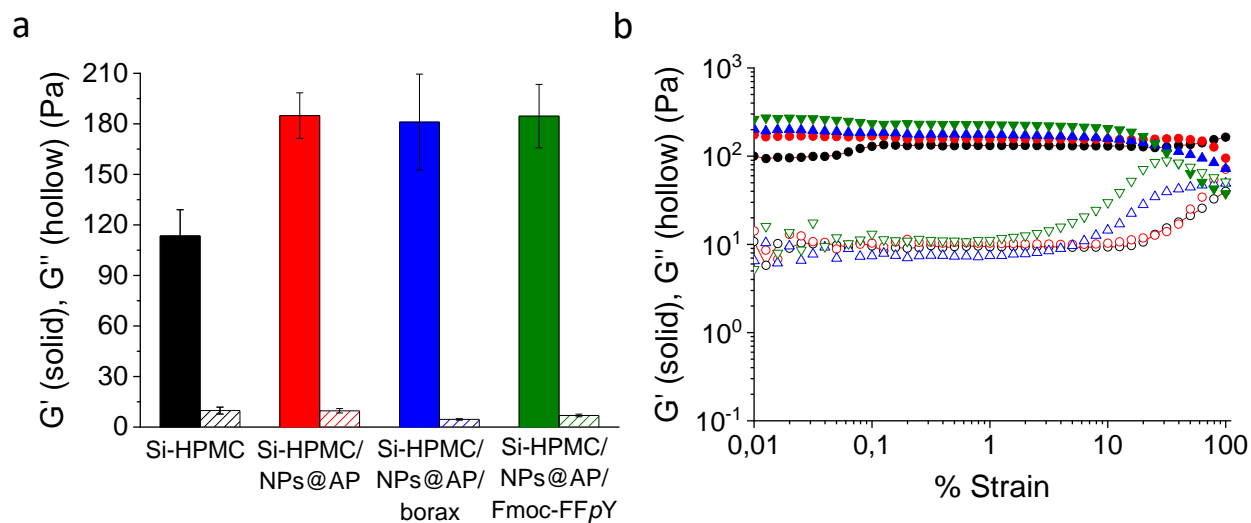 a
G' (solid), G'' (hollow) (Pa)
210
180
150
120
90
60
30
0
Si-HPMC
Si-HPMC/
NPs@AP
Si-HPMC/
NPs@AP/
borax
Si-HPMC/
NPs@AP/
Fmoc-FFpY
b
G' (solid), G'' (hollow) (Pa)
10³
10²
10¹
10⁰
10⁻¹
0,01
0,1
1
10
100
% Strain